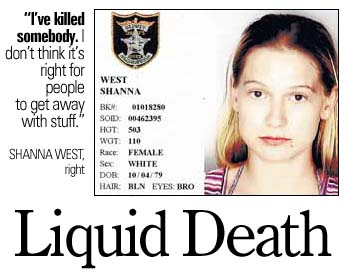 “I’ve killed
somebody. I
don’t think it’s
right for
people
to get away
with stuff.”
SHANNA WEST,
right
WEST
SHANNA
BK#: 01018280
SOID: 00462395
HGT: 503
WGT: 110
Race: FEMALE
Sex: WHITE
DOB: 10/04/79
HAIR: BLN EYES: BRO
Liquid Death